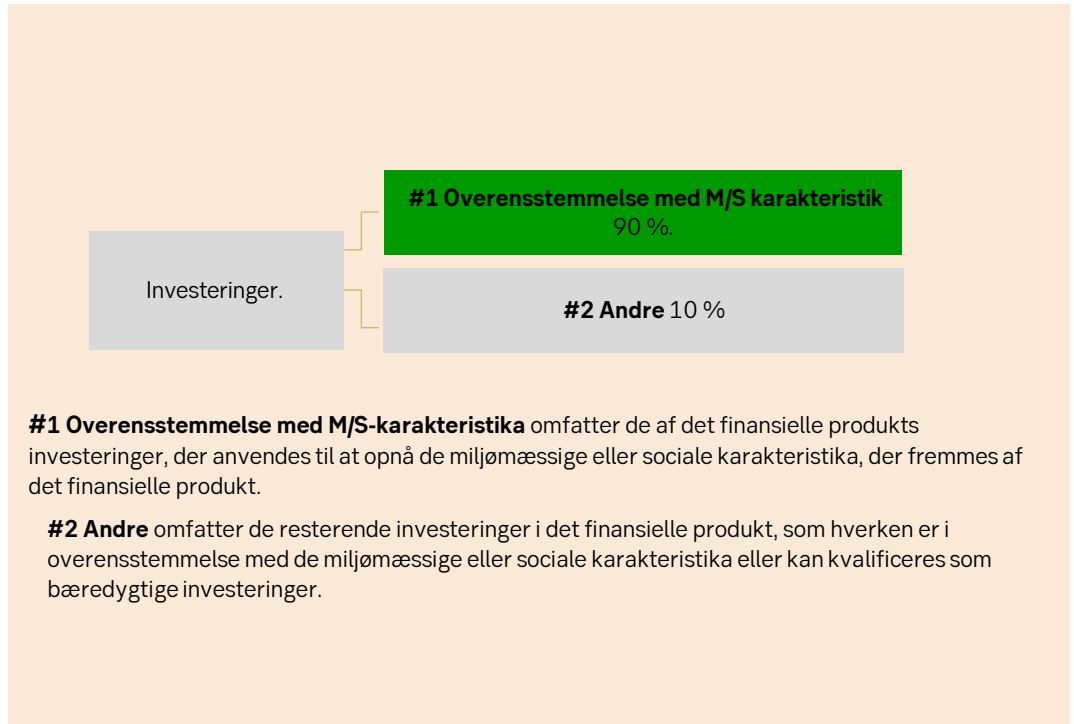 #1 Overensstemmelse med M/S karakteristik
90 %.
Investeringer.
#2 Andre 10 %
#1 Overensstemmelse med M/S-karakteristika omfatter de af det finansielle produkts
investeringer, der anvendes til at opnå de miljømæssige eller sociale karakteristika, der fremmes af
det finansielle produkt.
#2 Andre omfatter de resterende investeringer i det finansielle produkt, som hverken er i
overensstemmelse med de miljømæssige eller sociale karakteristika eller kan kvalificeres som
bæredygtige investeringer.